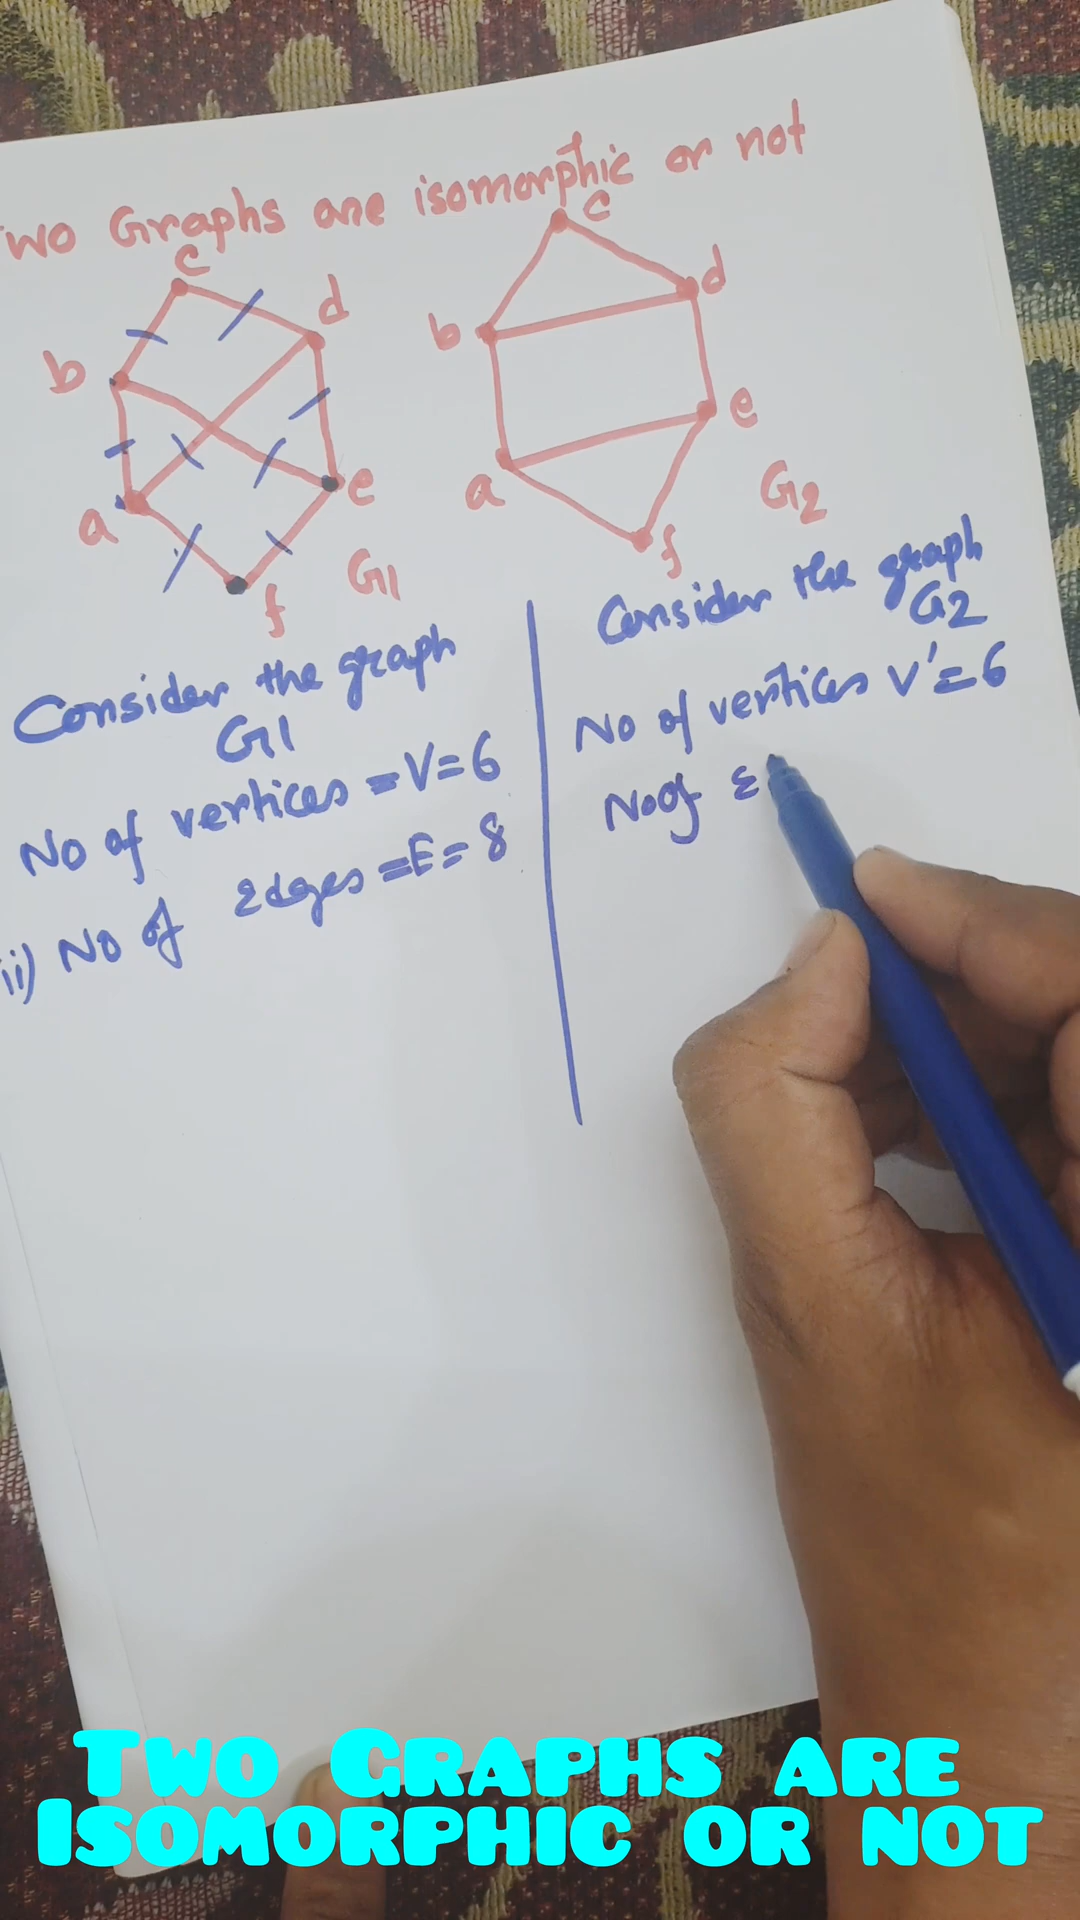 wo Graphs are isomorphic or not
c
d
b
a
e
f
G1
c
d
b
e
a
f
G2
Consider the graph
G1
No of vertices = V = 6
ii) No of Edges = E = 8
Consider the graph
G2
No of vertices V' = 6
No of E
Two Graphs are
Isomorphic or not